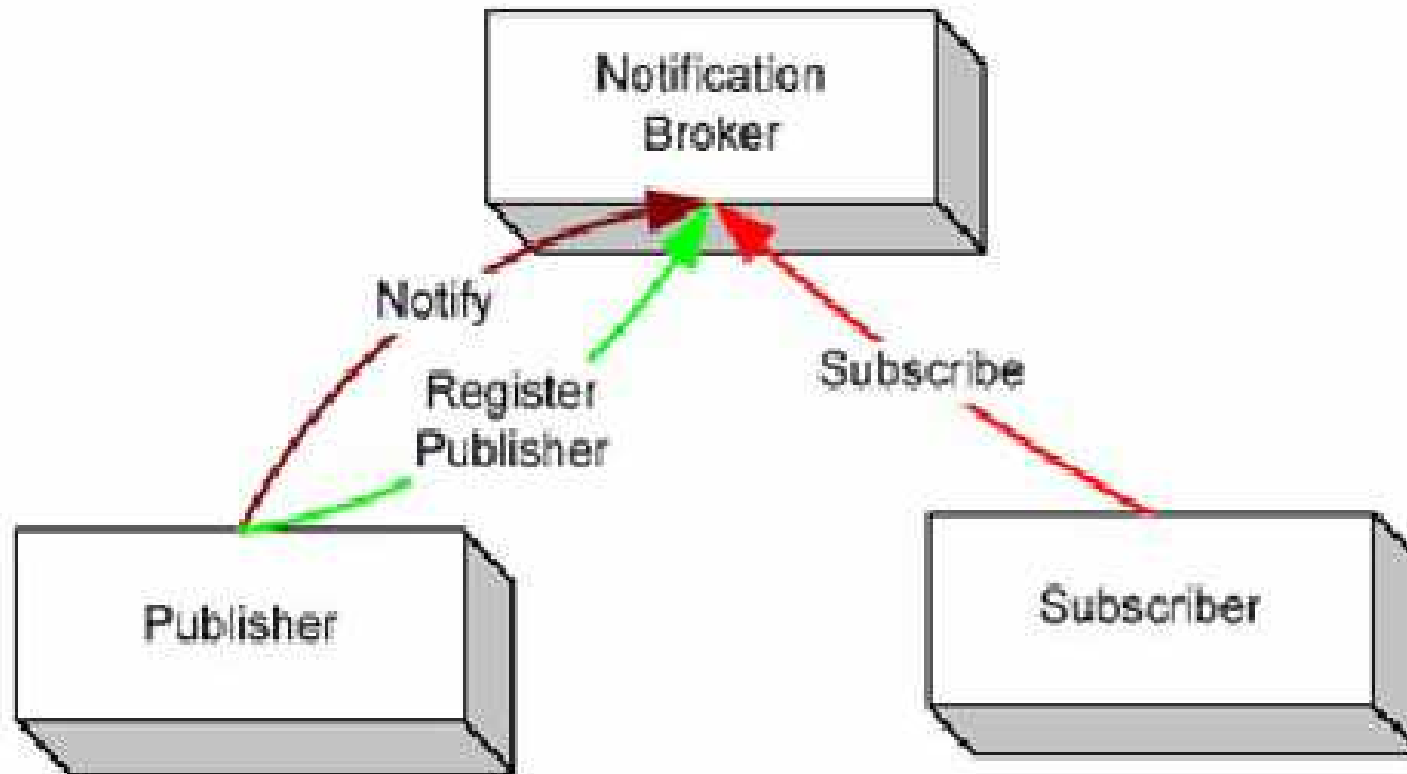 Notification
Broker
Notify
Register
Publisher
Subscribe
Publisher
Subscriber